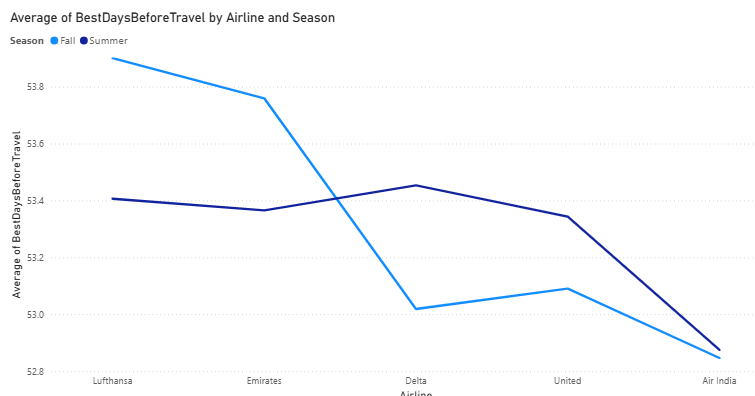 Average of BestDaysBeforeTravel by Airline and Season
Season Fall Summer
Average of BestDaysBeforeTravel
53.8
53.6
53.4
53.2
53.0
52.8
Lufthansa Emirates Delta United Air India
Airline